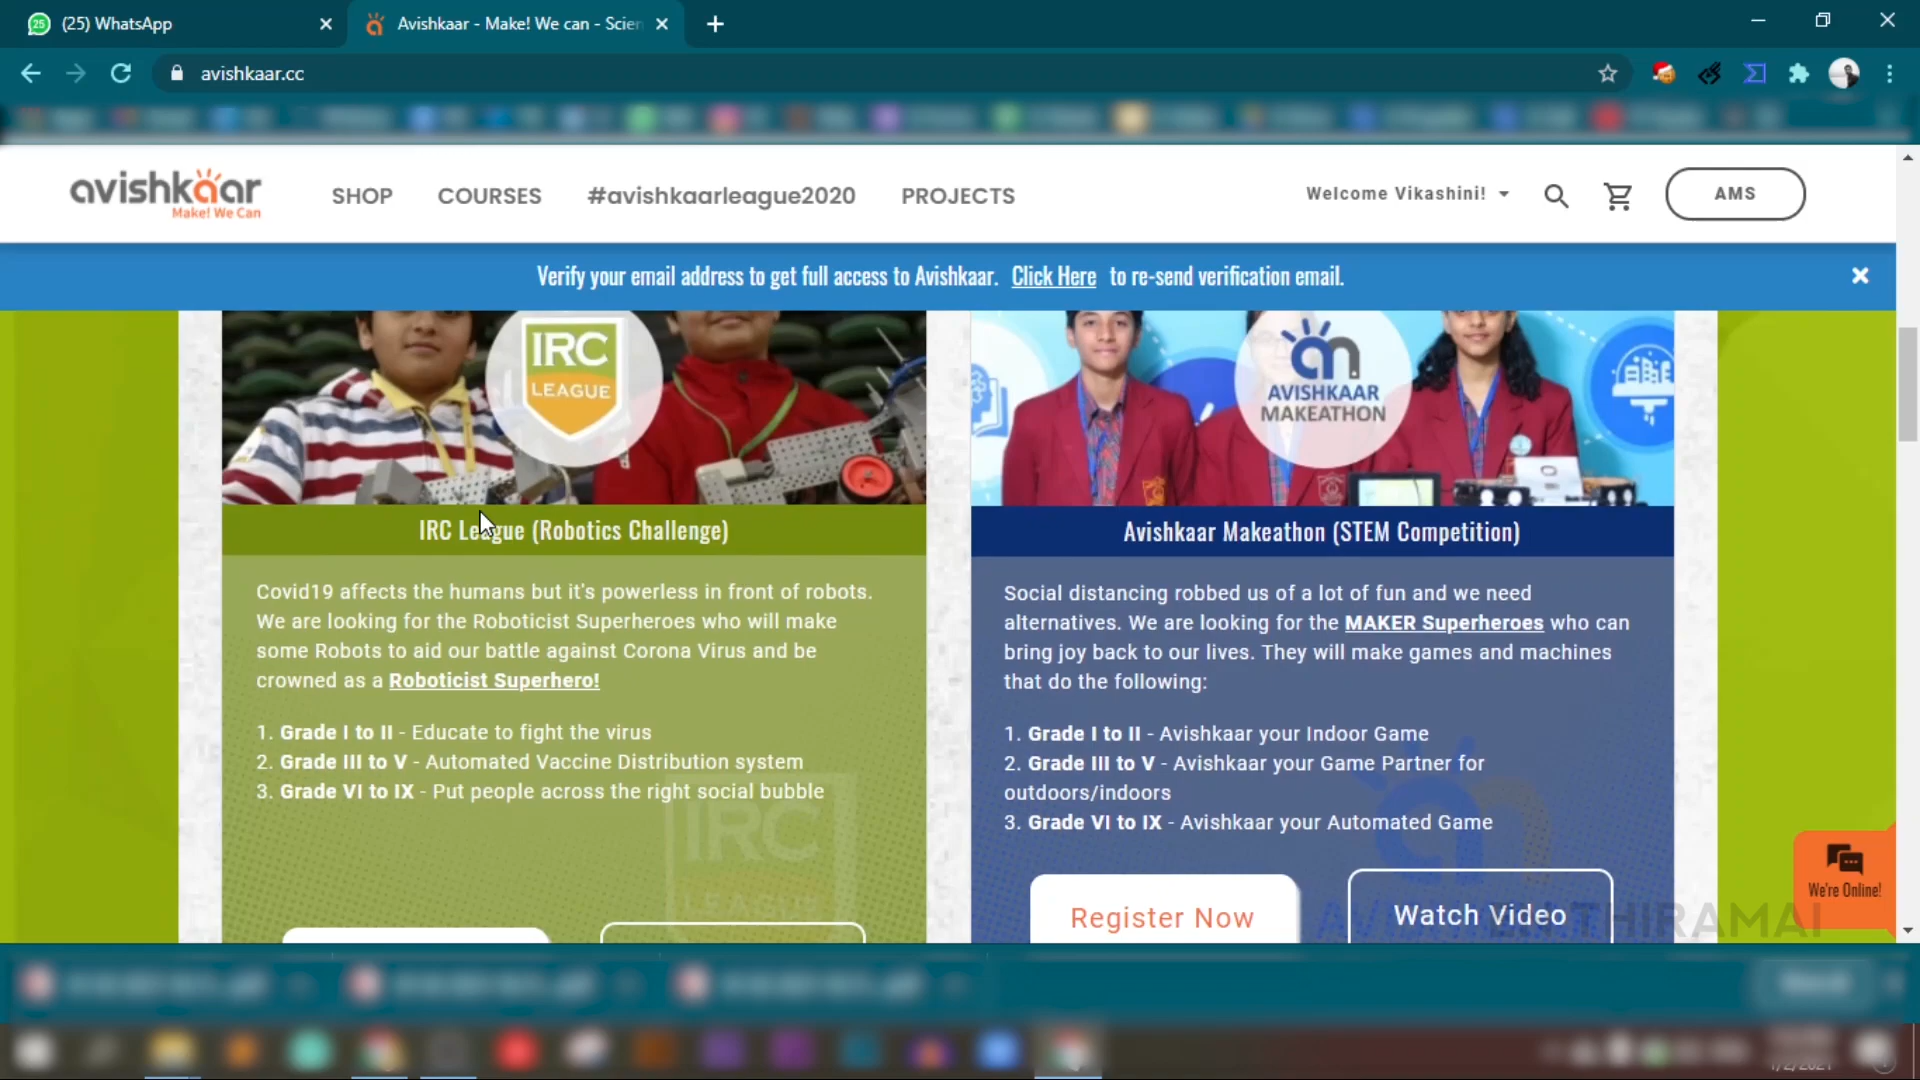 (25) WhatsApp
Avishkaar - Make! We can - Scien
avishkaar.cc
avishkaar
Make! We Can
SHOP
COURSES
#avishkaarleague2020
PROJECTS
Welcome Vikashini!
AMS
Verify your email address to get full access to Avishkaar. Click Here to re-send verification email.
IRC
LEAGUE
IRC League (Robotics Challenge)
Covid19 affects the humans but it's powerless in front of robots.
We are looking for the Roboticist Superheroes who will make
some Robots to aid our battle against Corona Virus and be
crowned as a Roboticist Superhero!
1. Grade I to II - Educate to fight the virus
2. Grade III to V - Automated Vaccine Distribution system
3. Grade VI to IX - Put people across the right social bubble
IRC
LEAGUE
AVISHKAAR
MAKEATHON
Avishkaar Makeathon (STEM Competition)
Social distancing robbed us of a lot of fun and we need
alternatives. We are looking for the MAKER Superheroes who can
bring joy back to our lives. They will make games and machines
that do the following:
1. Grade I to II - Avishkaar your Indoor Game
2. Grade III to V - Avishkaar your Game Partner for
outdoors/indoors
3. Grade VI to IX - Avishkaar your Automated Game
Register Now
Watch Video
THIRAMAI
We're Online!